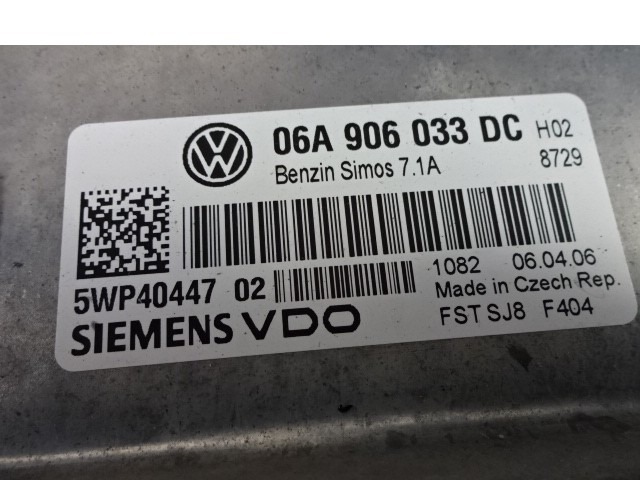 06A 906 033 DC H02
Benzin Simos 7.1A 8729
5WP40447 02 1082 06.04.06
Made in Czech Rep.
SIEMENS VDO FST SJ8 F404